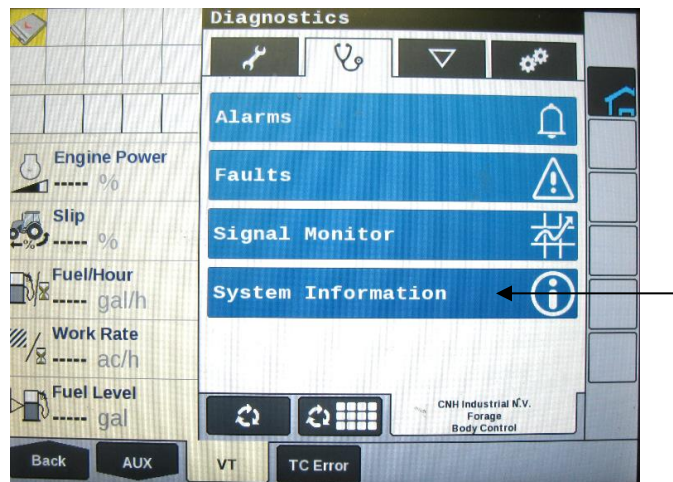 Diagnostics
Alarms
Faults
Signal Monitor
System Information
Engine Power
----- %
Slip
----- %
Fuel/Hour
----- gal/h
Work Rate
----- ac/h
Fuel Level
----- gal
CNH Industrial N.V.
Forage
Body Control
Back
AUX
VT
TC Error